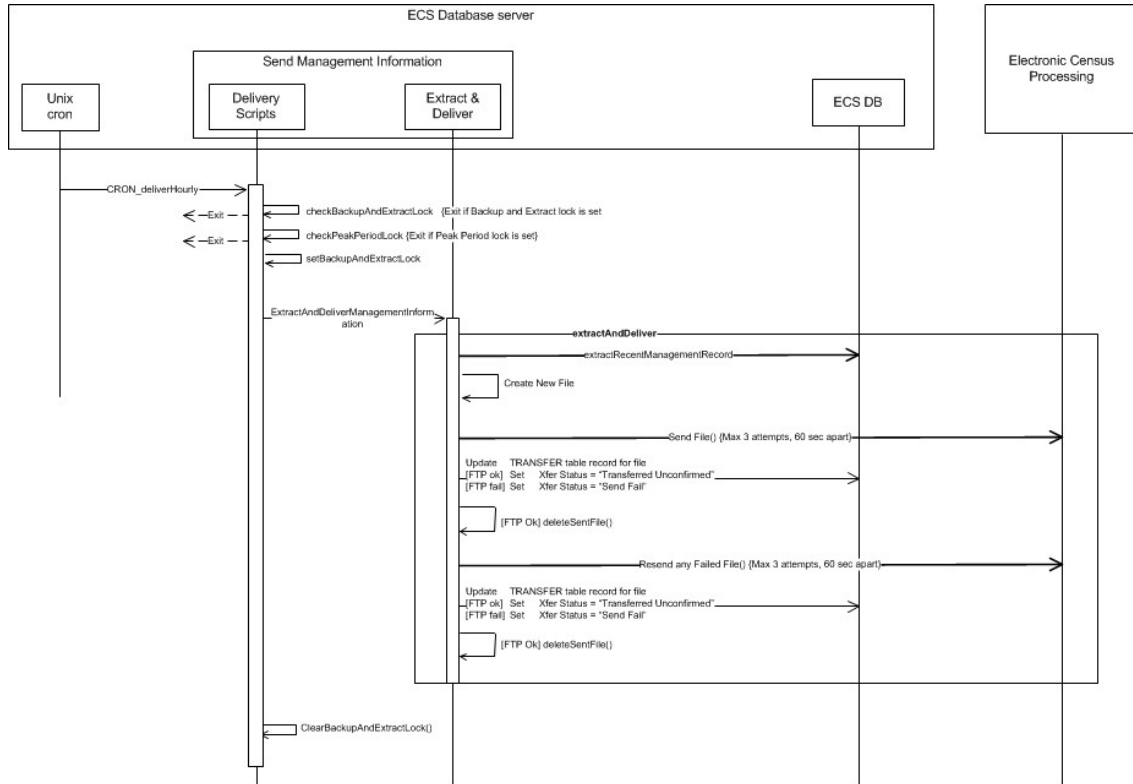 ECS Database server
Send Management Information
Electronic Census
Processing
Unix
cron
Delivery
Scripts
Extract &
Deliver
ECS DB
CRON_deliverHourly
Exit
checkBackupAndExtractLock {Exit if Backup and Extract lock is set
Exit
checkPeakPeriodLock {Exit if Peak Period lock is set}
setBackupAndExtractLock
ExtractAndDeliverManagementInform
ation
extractAndDeliver
extractRecentManagementRecord
Create New File
Send File() {Max 3 attempts, 60 sec apart}
Update TRANSFER table record for file
[FTP ok] Set Xfer Status = "Transferred Unconfirmed"
[FTP fail] Set Xfer Status = "Send Fail"
[FTP Ok] deleteSentFile()
Resend any Failed File() {Max 3 attempts, 60 sec apart}
Update TRANSFER table record for file
[FTP ok] Set Xfer Status = "Transferred Unconfirmed"
[FTP fail] Set Xfer Status = "Send Fail"
[FTP Ok] deleteSentFile()
ClearBackupAndExtractLock()